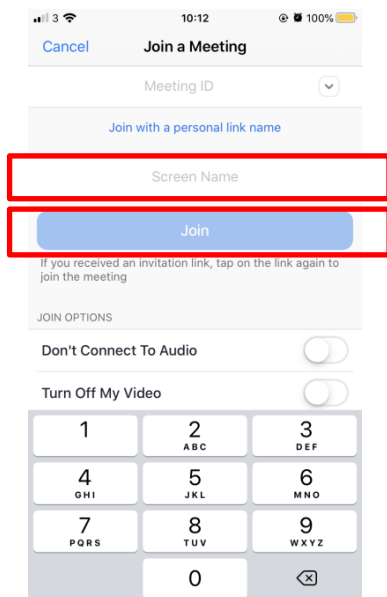 3 10:12 100%
Cancel Join a Meeting
Meeting ID
Join with a personal link name
Screen Name
Join
If you received an invitation link, tap on the link again to
join the meeting
JOIN OPTIONS
Don't Connect To Audio
Turn Off My Video
1 2 3
ABC DEF
4 5 6
GHI JKL MNO
7 8 9
PQRS TUV WXYZ
0